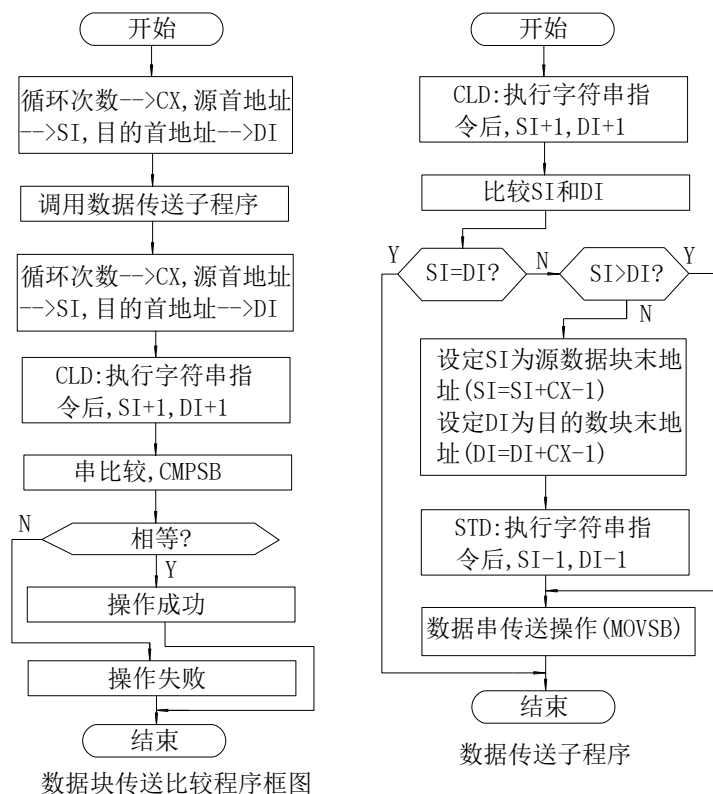 开始
循环次数-->CX,源首地址
-->SI,目的首地址-->DI
调用数据传送子程序
循环次数-->CX,源首地址
-->SI,目的首地址-->DI
CLD:执行字符串指
令后,SI+1,DI+1
串比较,CMPSB
N
相等?
Y
操作成功
操作失败
结束
数据块传送比较程序框图
开始
CLD:执行字符串指
令后,SI+1,DI+1
比较SI和DI
Y
SI=DI?
N
SI>DI?
Y
N
设定SI为源数据块末地
址(SI=SI+CX-1)
设定DI为目的数块末地
址(DI=DI+CX-1)
STD:执行字符串指
令后,SI-1,DI-1
数据串传送操作(MOVSB)
结束
数据传送子程序